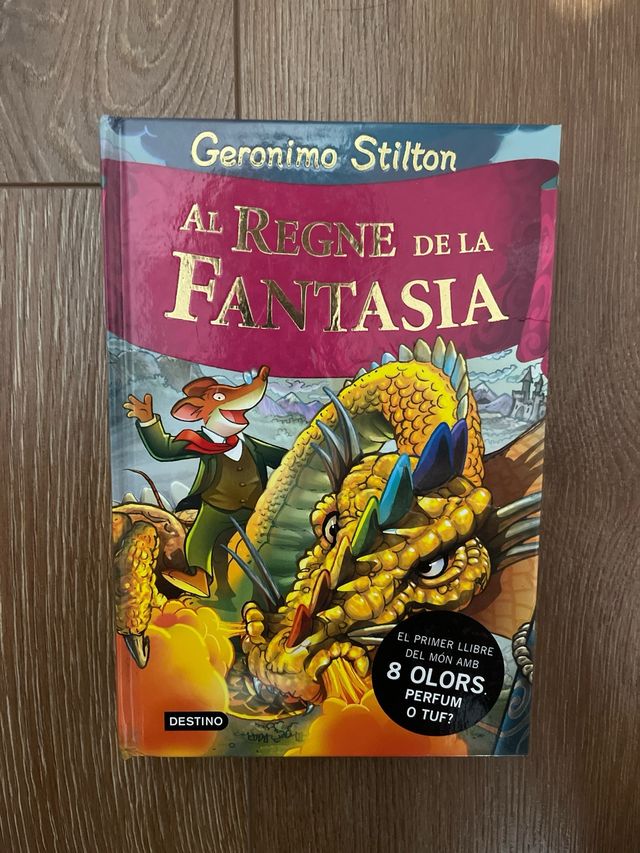 Geronimo Stilton
AL REGNE DE LA
FANTASIA
EL PRIMER LLIBRE
DEL MÓN AMB
8 OLORS.
PERFUM
O TUF?
DESTINO